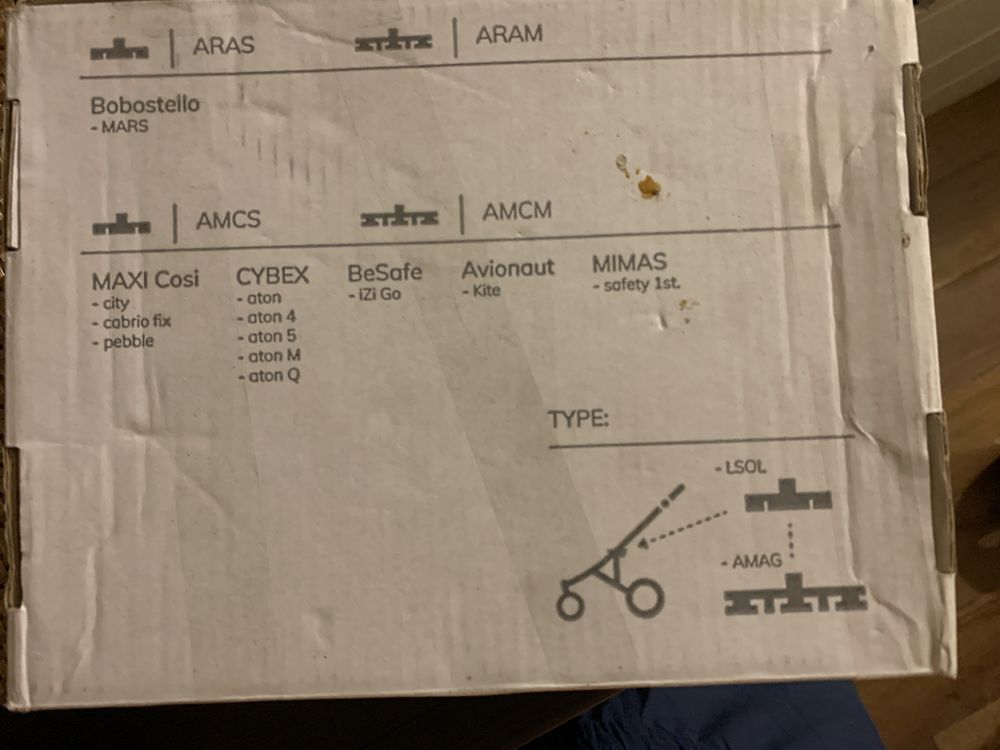 ARAS
ARAM
Bobostello
- MARS
AMCS
AMCM
MAXI Cosi
- city
- cabrio fix
- pebble
CYBEX
- aton
- aton 4
- aton 5
- aton M
- aton Q
BeSafe
- iZi Go
Avionaut
- Kite
MIMAS
- safety 1st.
TYPE:
- LSOL
- AMAG